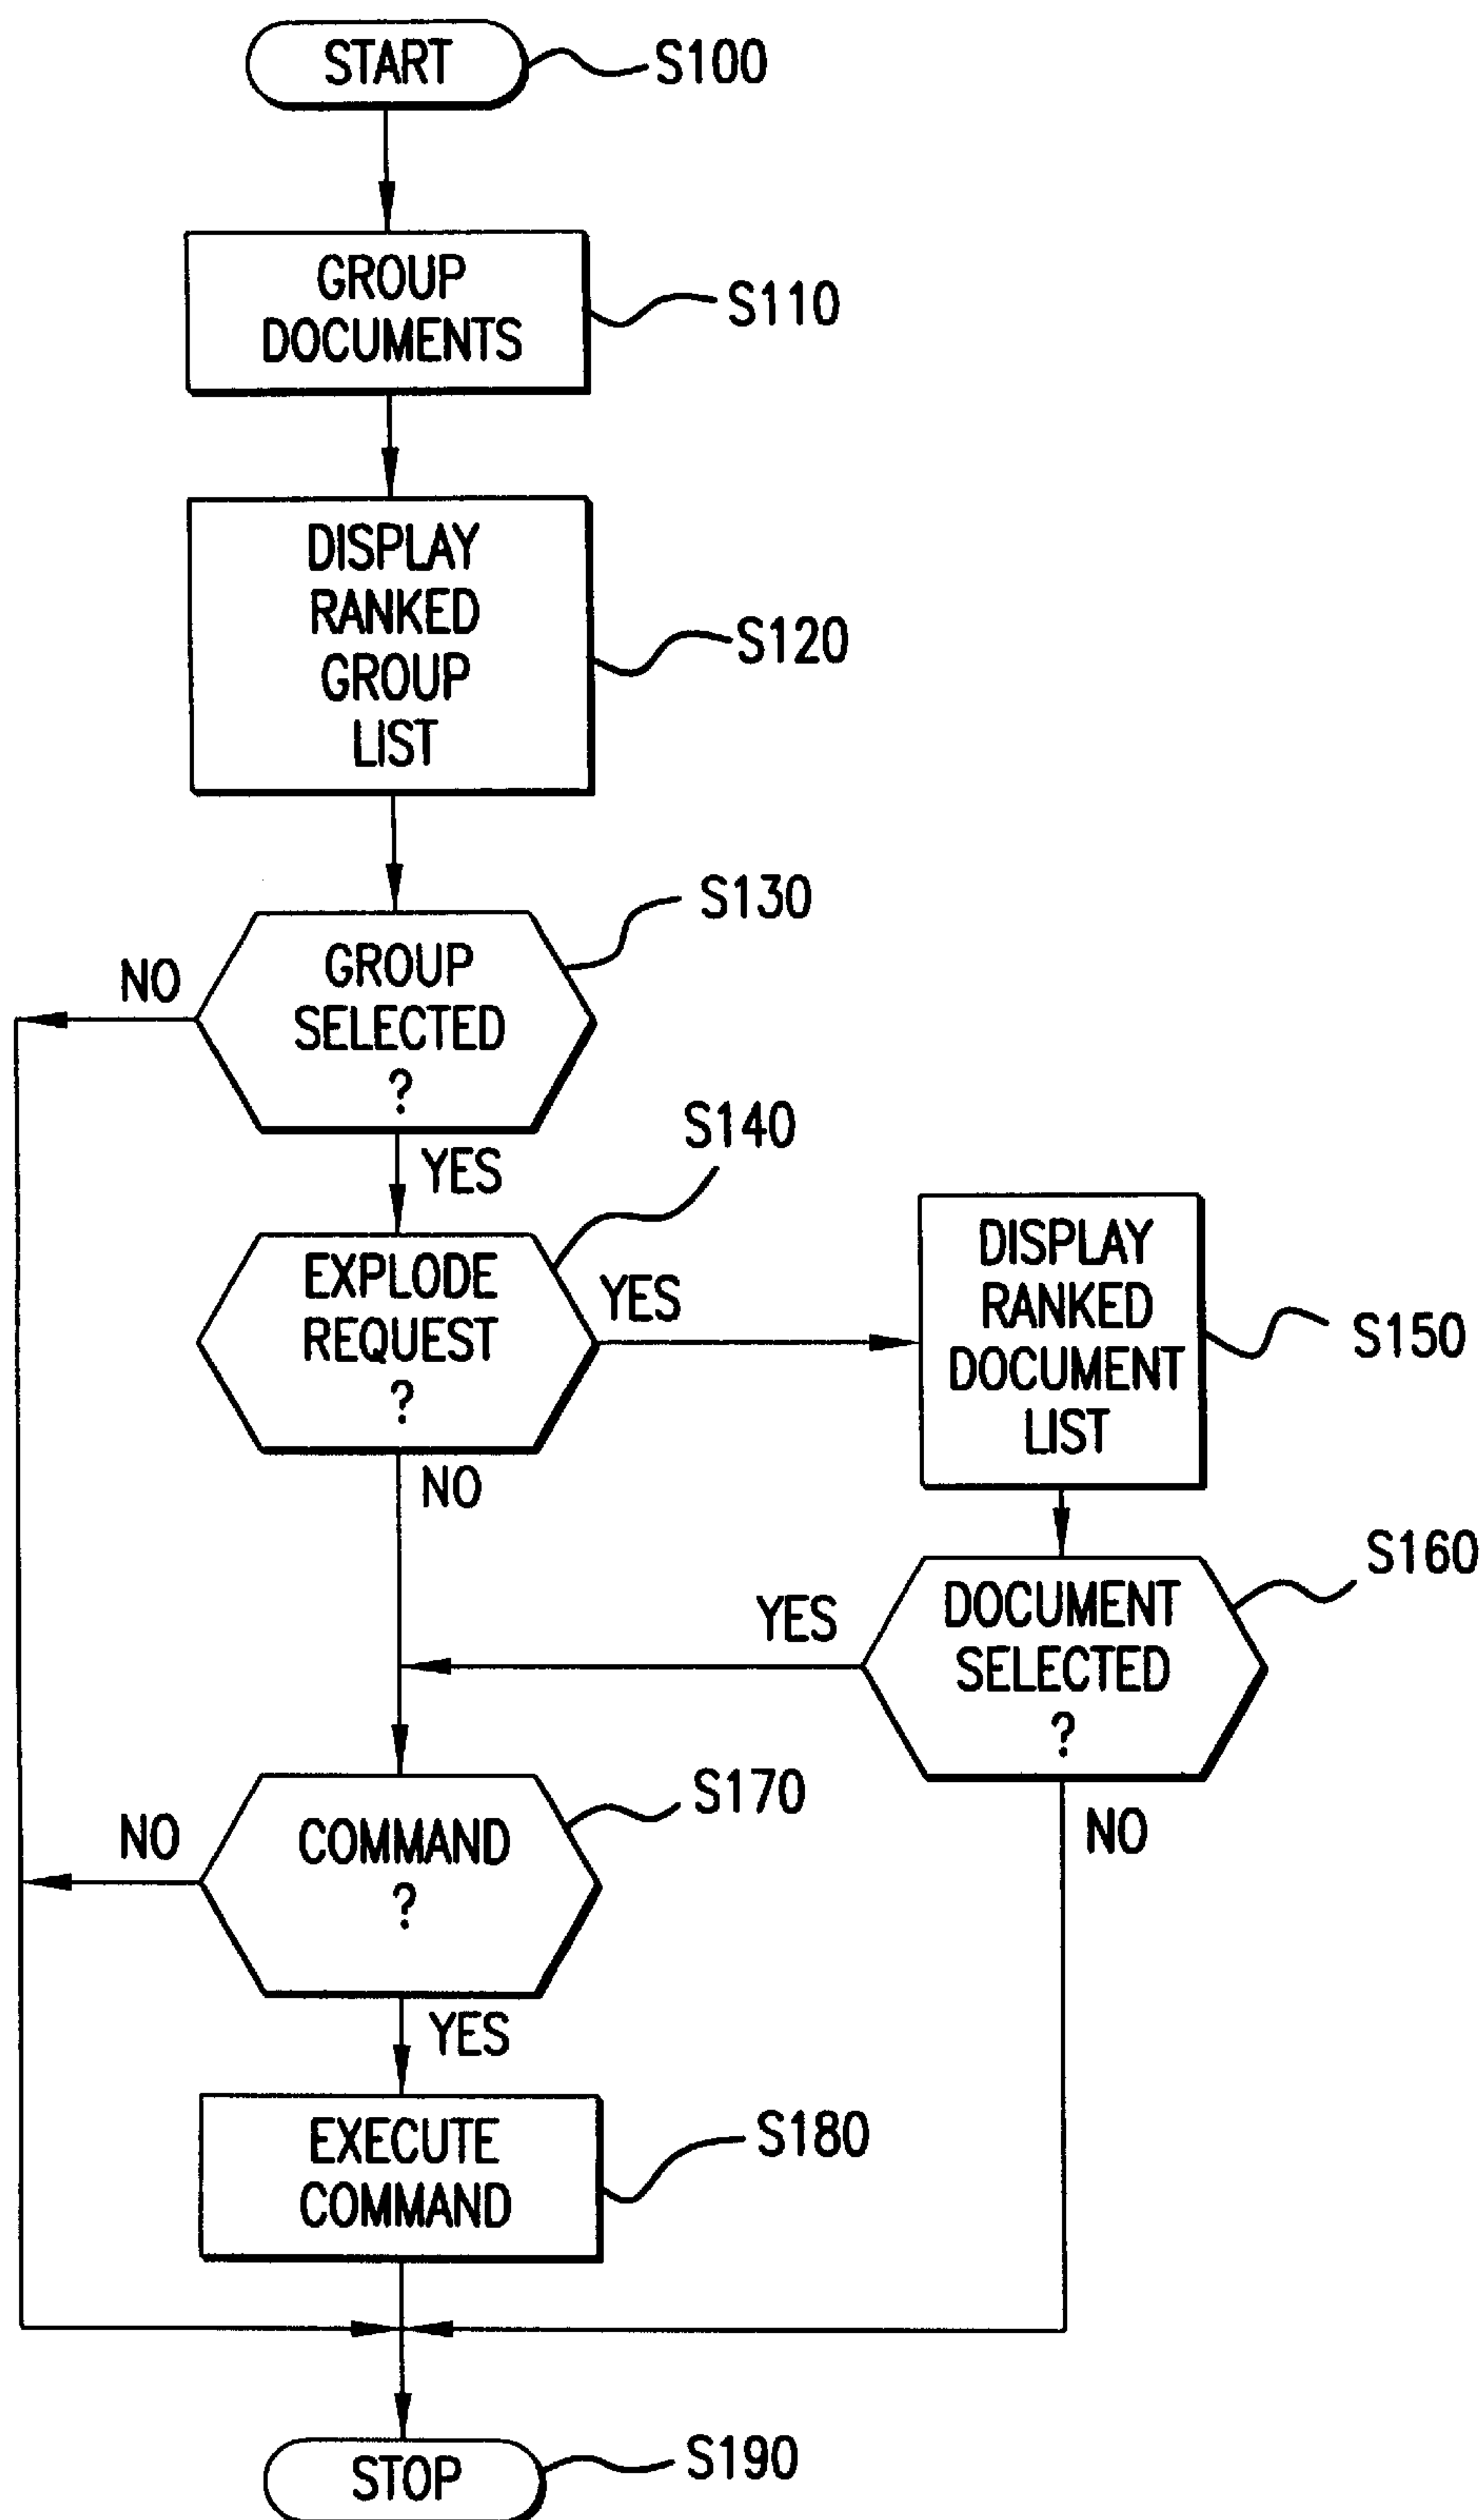 START
S100
GROUP
DOCUMENTS
S110
DISPLAY
RANKED
GROUP
LIST
S120
S130
GROUP
SELECTED
?
NO
YES
S140
EXPLODE
REQUEST
?
YES
NO
DISPLAY
RANKED
DOCUMENT
LIST
S150
S160
DOCUMENT
SELECTED
?
YES
NO
S170
COMMAND
?
NO
YES
EXECUTE
COMMAND
S180
STOP
S190